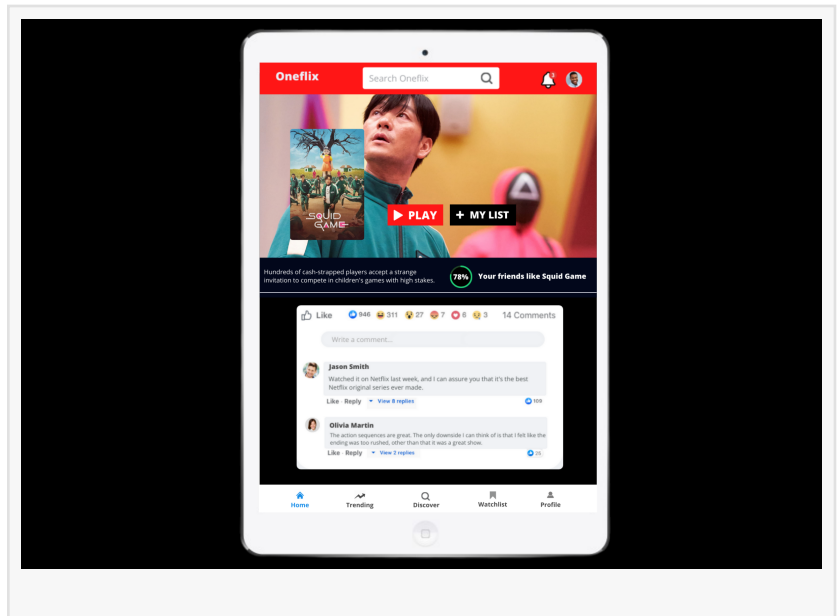 Oneflix
Search Oneflix
3
SQUID
GAME
PLAY
+ MY LIST
Hundreds of cash-strapped players accept a strange
invitation to compete in children's games with high stakes.
78%
Your friends like Squid Game
Like
946
311
27
7
6
3
14 Comments
Write a comment...
Jason Smith
Watched it on Netflix last week, and I can assure you that it's the best
Netflix original series ever made.
Like · Reply
View 8 replies
108
Olivia Martin
The action sequences are great. The only downside I can think of is that I felt like the
ending was too rushed, other than that it was a great show.
Like · Reply
View 2 replies
25
Home
Trending
Discover
Watchlist
Profile